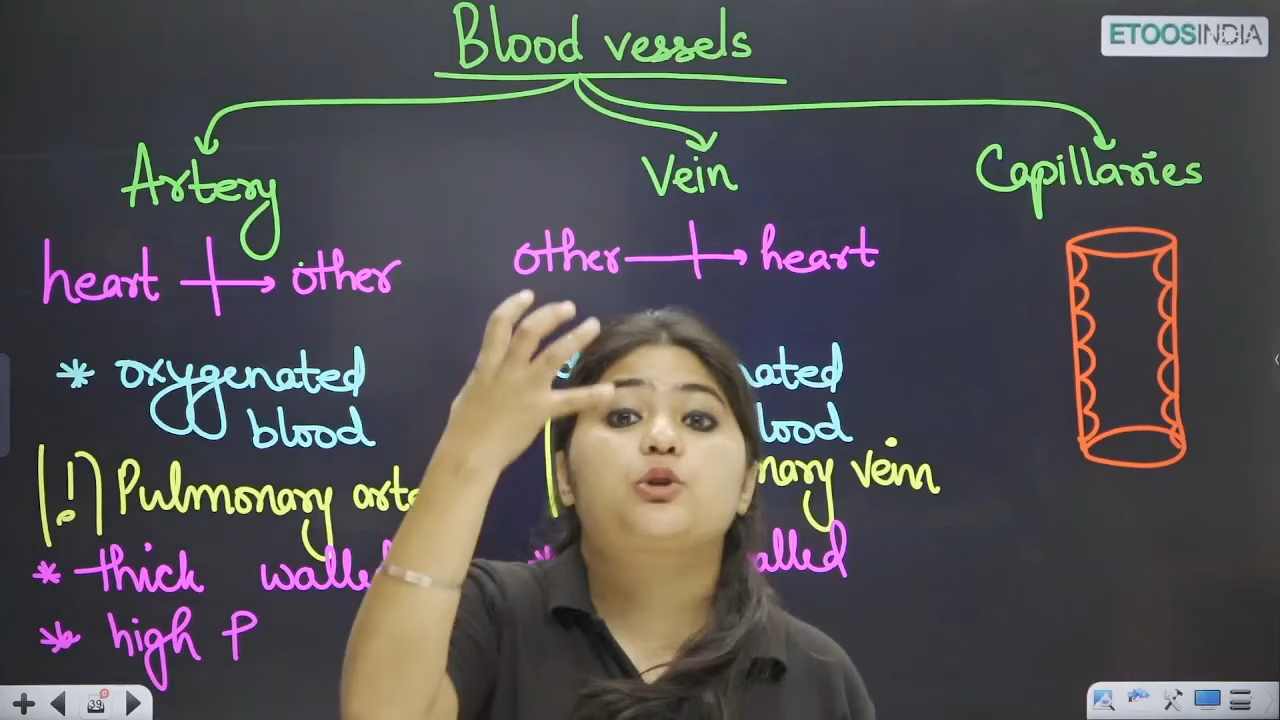 Blood vessels
ETOOSINDIA
Artery
Vein
Capillaries
heart → other
other → heart
* oxygenated
blood
nated
lood
(!) Pulmonary arte
nary vein
* thick walle
* alled
* high P
39